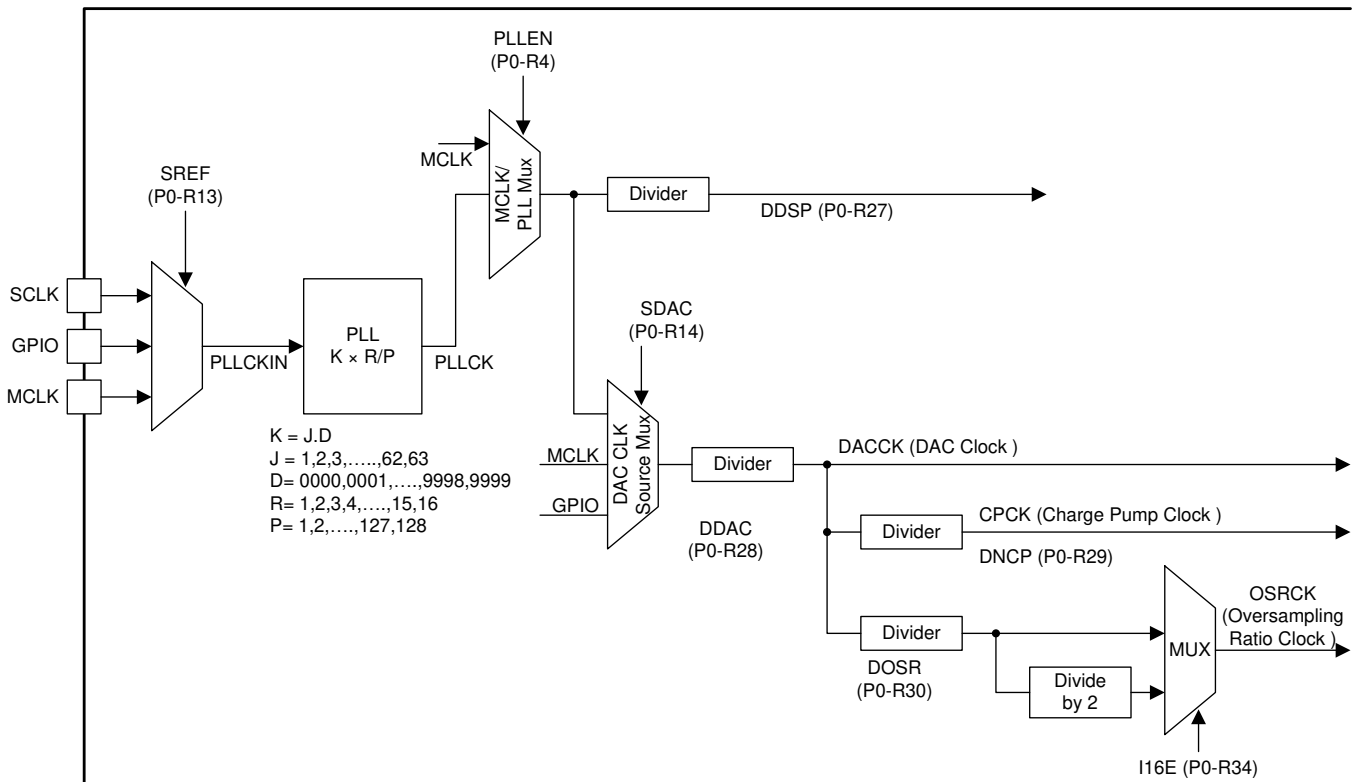 PLLEN
(P0-R4)
MCLK
MCLK/
PLL Mux
SREF
(P0-R13)
Divider
DDSP (P0-R27)
SCLK
GPIO
MCLK
PLLCKIN
PLL
K × R/P
PLLCK
SDAC
(P0-R14)
K = J.D
J = 1,2,3,…..,62,63
D= 0000,0001,….,9998,9999
R= 1,2,3,4,….,15,16
P= 1,2,….,127,128
MCLK
GPIO
DAC CLK
Source Mux
Divider
DDAC
(P0-R28)
DACCK (DAC Clock )
CPCK (Charge Pump Clock )
Divider
DNCP (P0-R29)
Divider
DOSR
(P0-R30)
Divide
by 2
MUX
OSRCK
(Oversampling
Ratio Clock )
I16E (P0-R34)